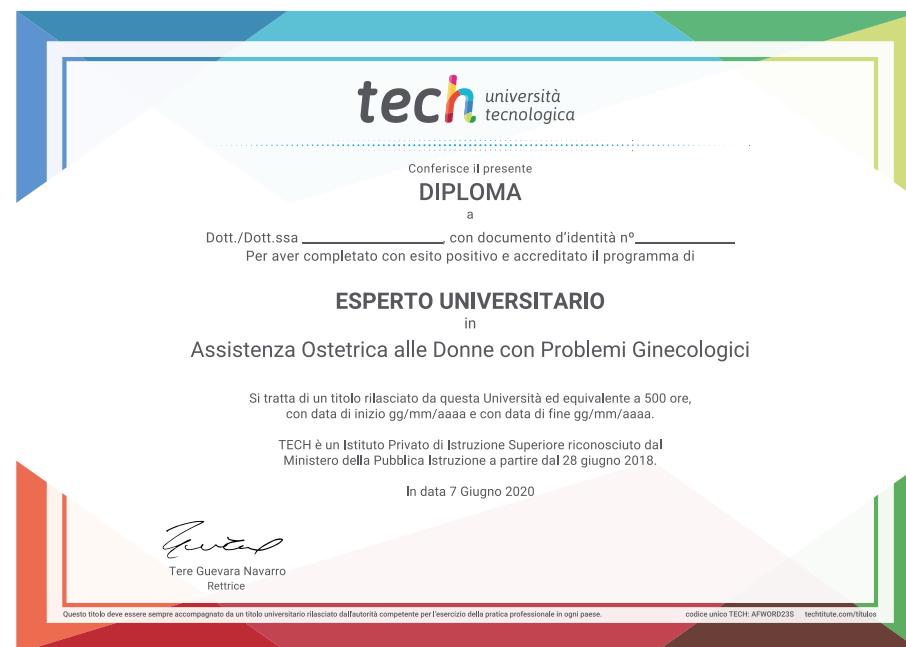 tech università
tecnologica
Conferisce il presente
DIPLOMA
a
Dott./Dott.ssa ___________________, con documento d'identità nº______________
Per aver completato con esito positivo e accreditato il programma di
ESPERTO UNIVERSITARIO
in
Assistenza Ostetrica alle Donne con Problemi Ginecologici
Si tratta di un titolo rilasciato da questa Università ed equivalente a 500 ore,
con data di inizio gg/mm/aaaa e con data di fine gg/mm/aaaa.
TECH è un Istituto Privato di Istruzione Superiore riconosciuto dal
Ministero della Pubblica Istruzione a partire dal 28 giugno 2018.
In data 7 Giugno 2020
Tere Guevara Navarro
Rettrice
Questo titolo deve essere sempre accompagnato da un titolo universitario rilasciato dall'autorità competente per l'esercizio della pratica professionale in ogni paese. codice unico TECH: AFWORD23S techtitute.com/titulos